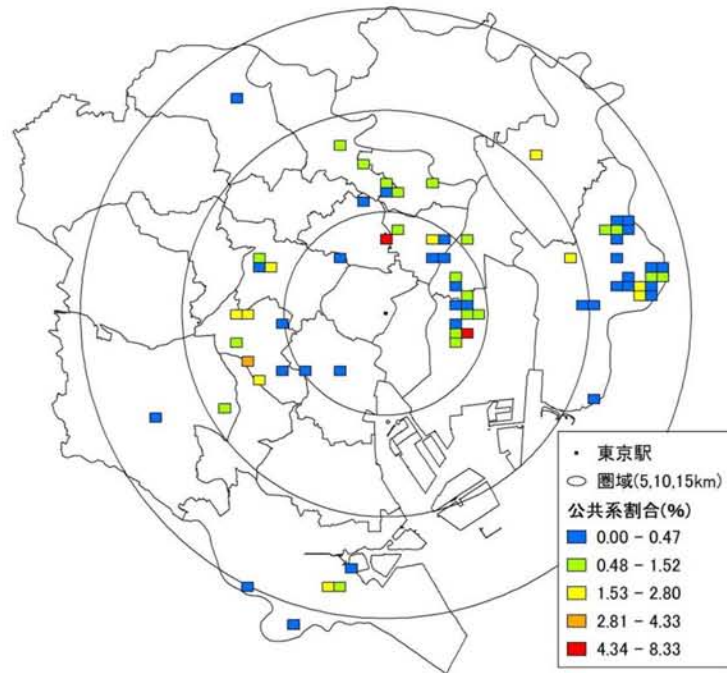 東京駅
圏域(5,10,15km)
公共系割合(%)
0.00 - 0.47
0.48 - 1.52
1.53 - 2.80
2.81 - 4.33
4.34 - 8.33